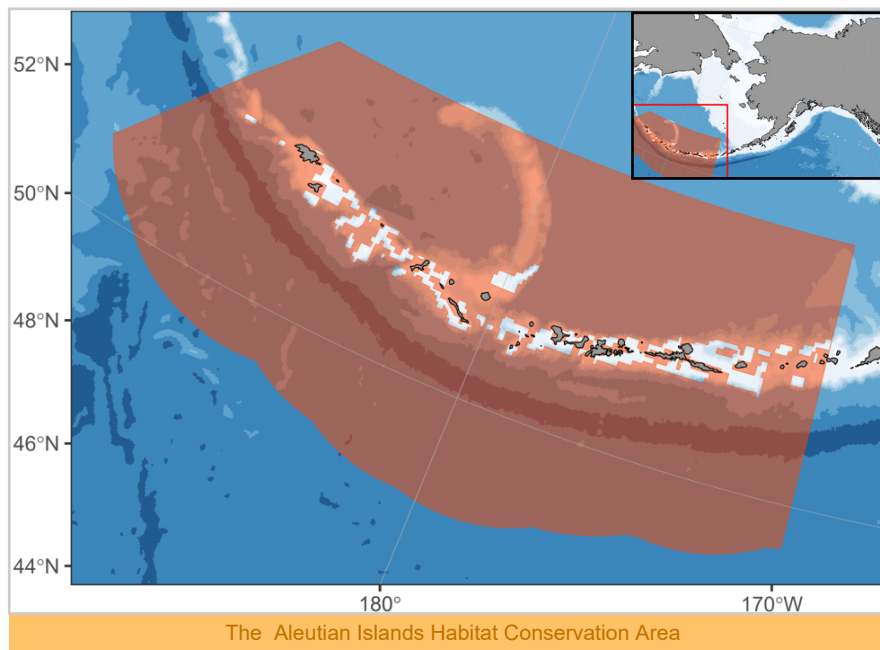 52°N
50°N
48°N
46°N
44°N
180°
170°W
The  Aleutian Islands Habitat Conservation Area